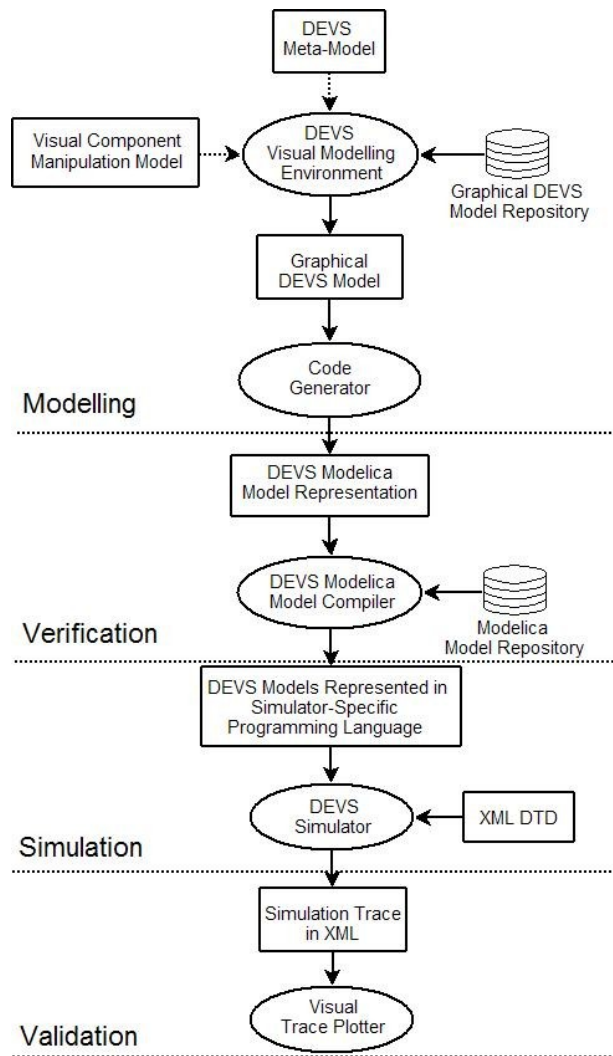 DEVS
Meta-Model
Visual Component
Manipulation Model
DEVS
Visual Modelling
Environment
Graphical DEVS
Model Repository
Graphical
DEVS Model
Code
Generator
Modelling
DEVS Modelica
Model Representation
DEVS Modelica
Model Compiler
Modelica
Model Repository
Verification
DEVS Models Represented in
Simulator-Specific
Programming Language
DEVS
Simulator
XML DTD
Simulation
Simulation Trace
in XML
Visual
Trace Plotter
Validation